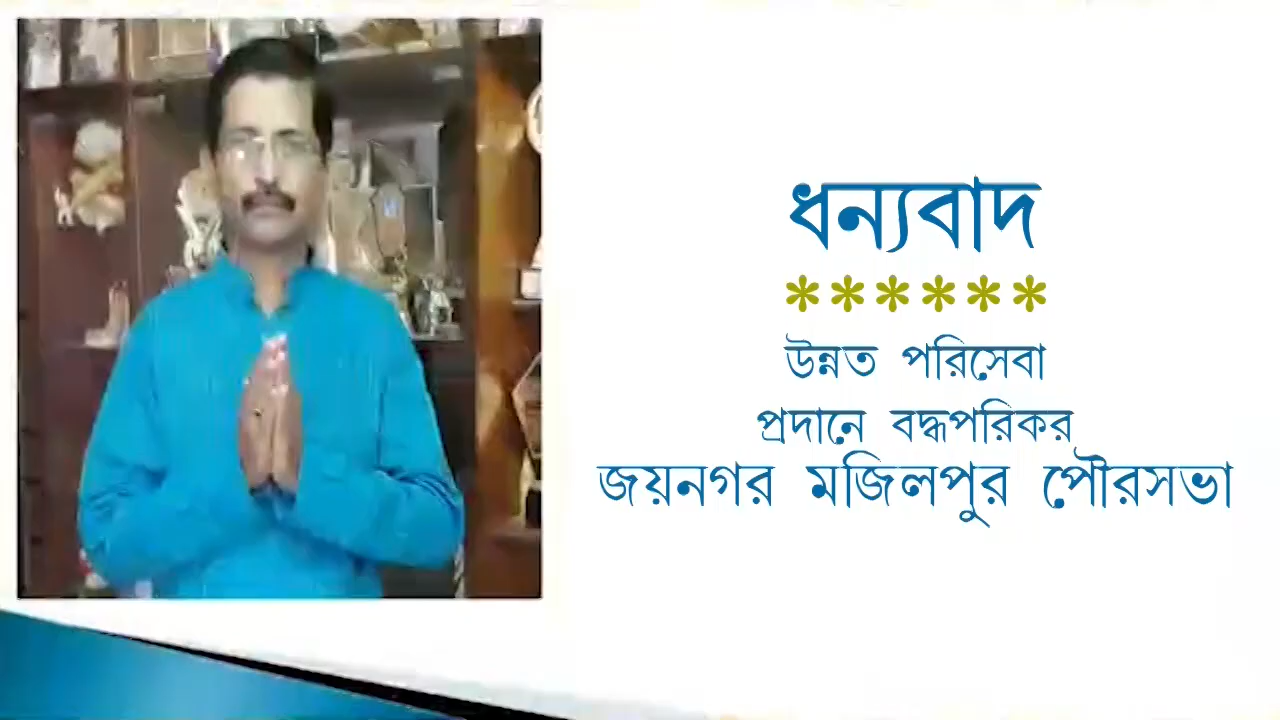 ধন্যবাদ
******
উন্নত পরিসেবা
প্রদানে বদ্ধপরিকর
জয়নগর মজিলপুর পৌরসভা